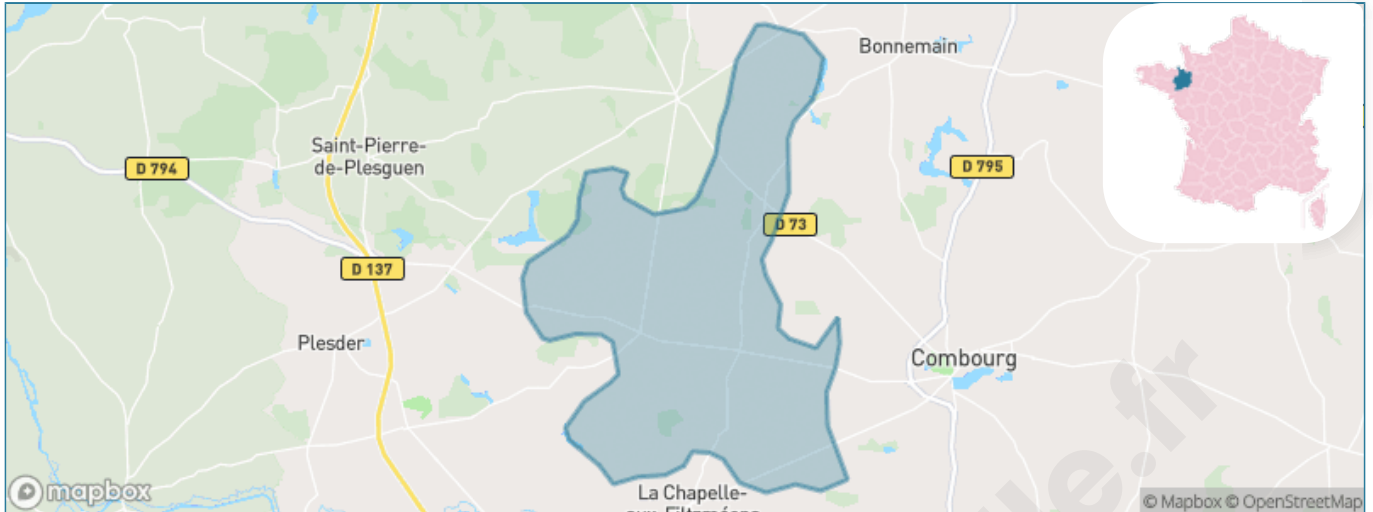 Bonnemain
Saint-Pierre-
de-Plesguen
D 794
D 795
D 73
D 137
Plesder
Combourg
La Chapelle-
mapbox
© Mapbox © OpenStreetMap